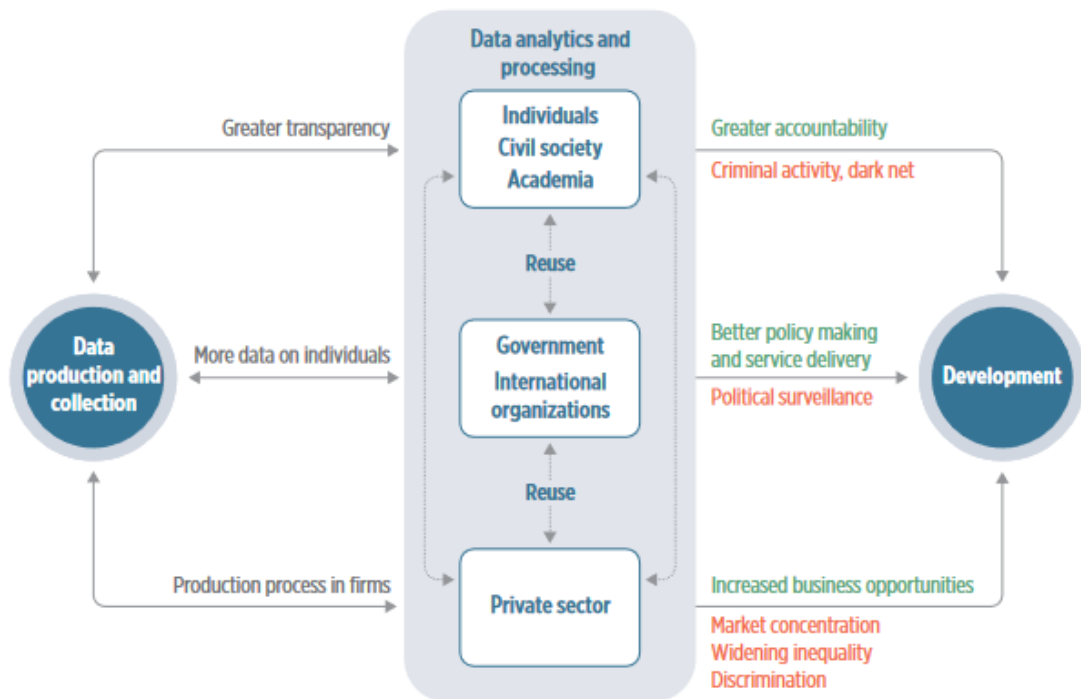 Data analytics and
processing
Individuals
Civil society
Academia
Greater transparency
Greater accountability
Criminal activity, dark net
Reuse
Data
production and
collection
More data on individuals
Government
International
organizations
Better policy making
and service delivery
Political surveillance
Development
Reuse
Production process in firms
Private sector
Increased business opportunities
Market concentration
Widening inequality
Discrimination